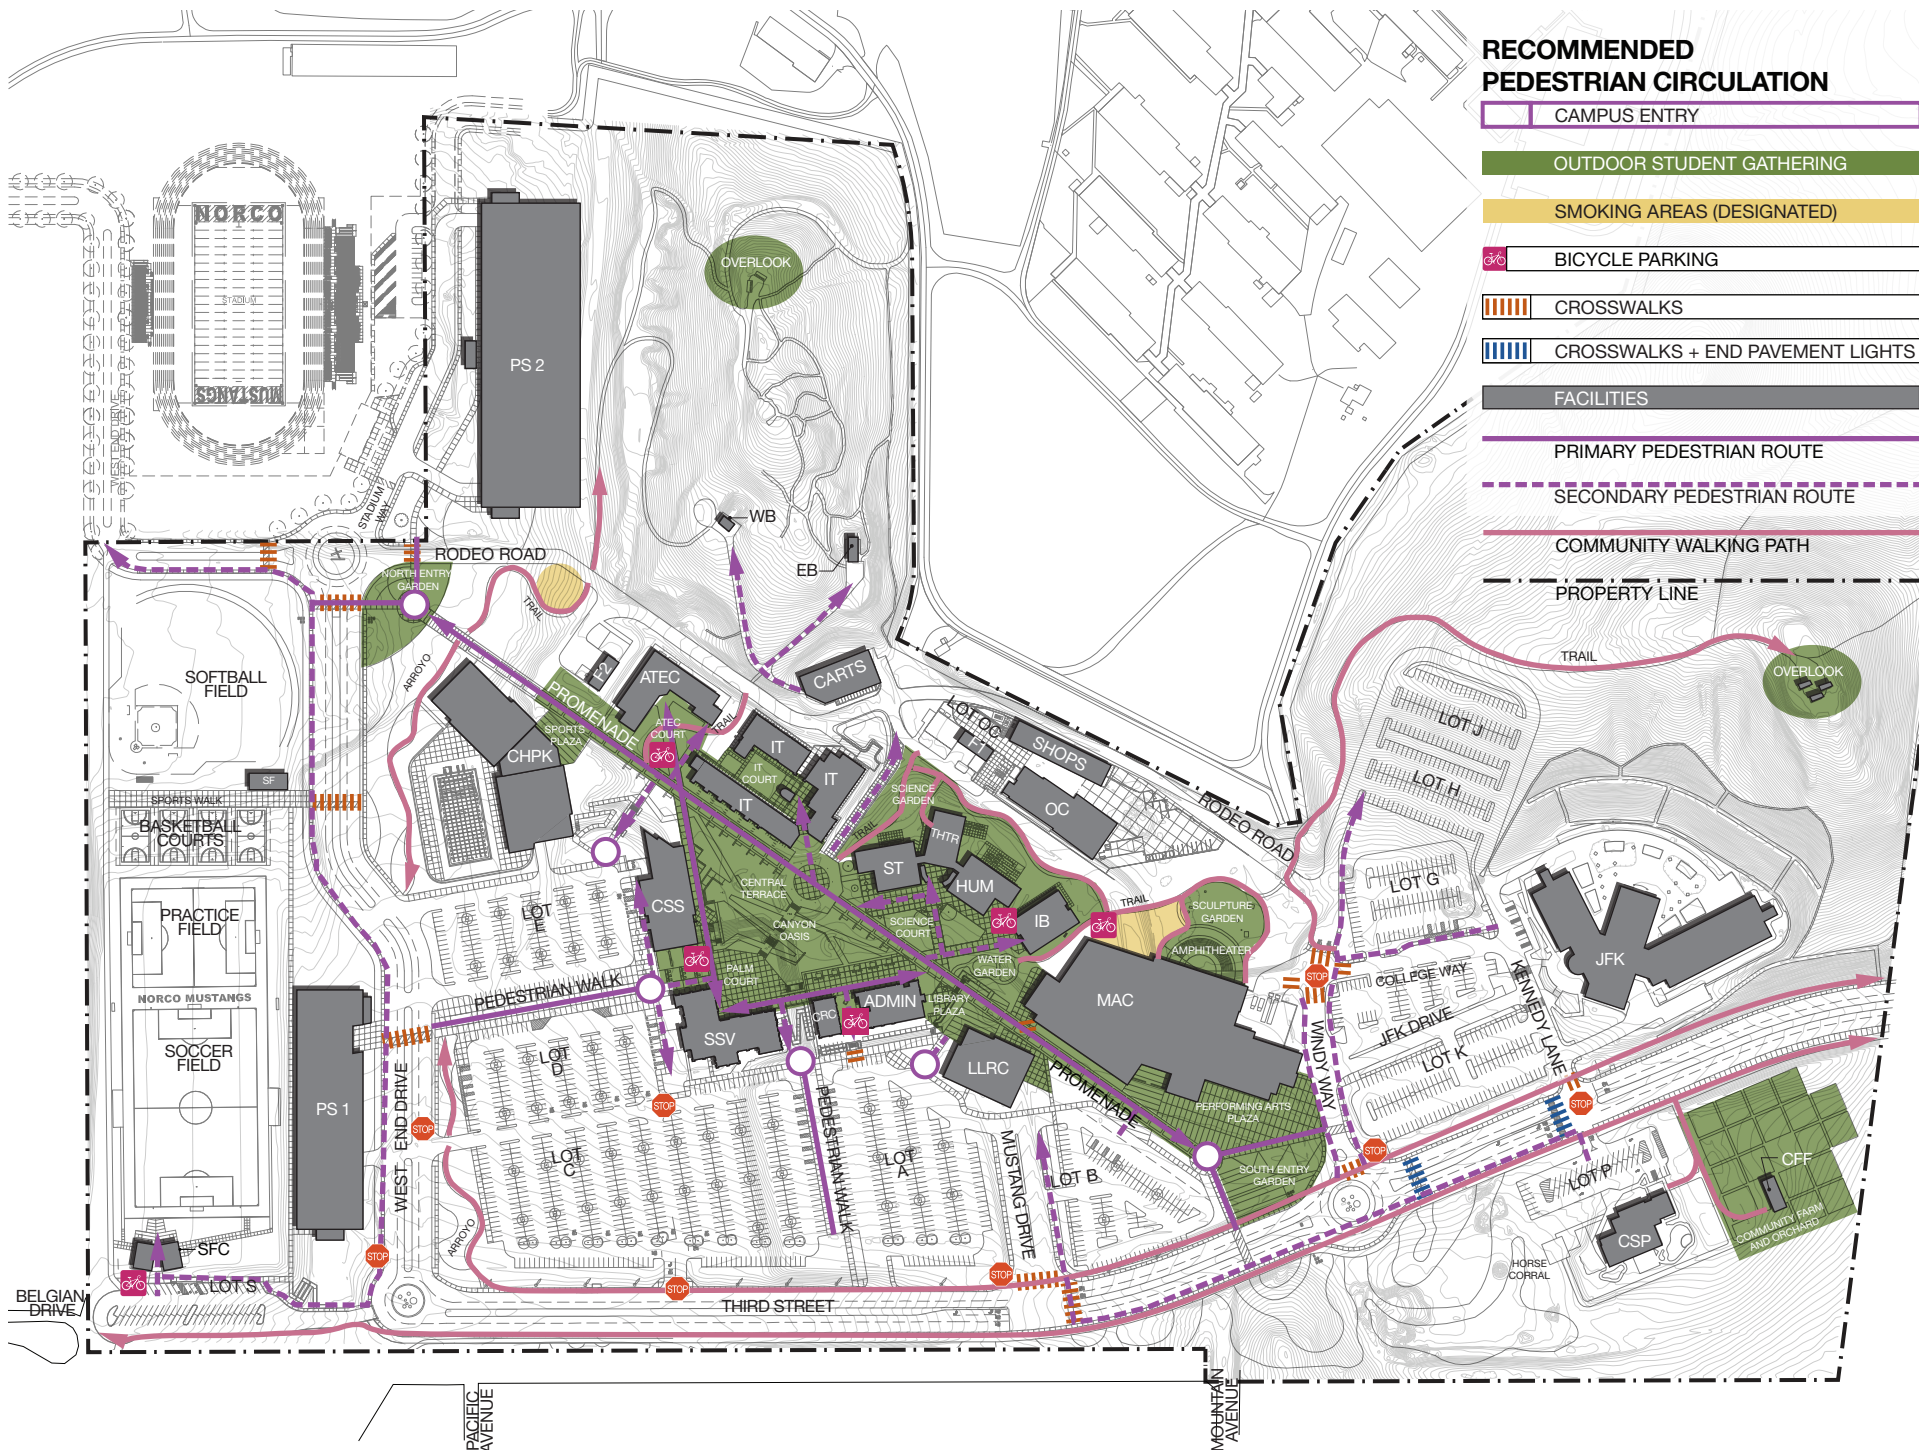 RECOMMENDED
PEDESTRIAN CIRCULATION
CAMPUS ENTRY
OUTDOOR STUDENT GATHERING
SMOKING AREAS (DESIGNATED)
BICYCLE PARKING
CROSSWALKS
CROSSWALKS + END PAVEMENT LIGHTS
FACILITIES
PRIMARY PEDESTRIAN ROUTE
SECONDARY PEDESTRIAN ROUTE
COMMUNITY WALKING PATH
PROPERTY LINE
NORCO
STADIUM
MUSTANGS
WEST END DRIVE
STADIUM
WAY
PS 2
OVERLOOK
WB
EB
RODEO ROAD
NORTH ENTRY
GARDEN
TRAIL
ARROYO
SOFTBALL
FIELD
SF
SPORTS WALK
BASKETBALL
COURTS
PRACTICE
FIELD
NORCO MUSTANGS
SOCCER
FIELD
PS 1
SFC
LOT S
BELGIAN
DRIVE
F2
ATEC
PROMENADE
SPORTS
PLAZA
ATEC
COURT
TRAIL
CHPK
IT
IT
COURT
IT
IT
CARTS
LOT OC
F1
SHOPS
OC
RODEO ROAD
SCIENCE
GARDEN
TRAIL
THTR
ST
HUM
IB
CSS
CENTRAL
TERRACE
CANYON
OASIS
SCIENCE
COURT
WATER
GARDEN
TRAIL
SCULPTURE
GARDEN
AMPHITHEATER
LOT
E
PEDESTRIAN WALK
PALM
COURT
SSV
CRC
ADMIN
LIBRARY
PLAZA
MAC
LLRC
PROMENADE
PERFORMING ARTS
PLAZA
SOUTH ENTRY
GARDEN
LOT
D
LOT
C
LOT
A
LOT B
PEDESTRIAN WALK
MUSTANG DRIVE
WEST END DRIVE
ARROYO
THIRD STREET
STOP
STOP
STOP
STOP
STOP
STOP
STOP
STOP
WINDY WAY
TRAIL
OVERLOOK
LOT J
LOT H
LOT G
COLLEGE WAY
JFK DRIVE
LOT K
KENNEDY LANE
JFK
LOT P
CSP
CFF
COMMUNITY FARM
AND ORCHARD
HORSE
CORRAL
PACIFIC
AVENUE
MOUNTAIN
AVENUE